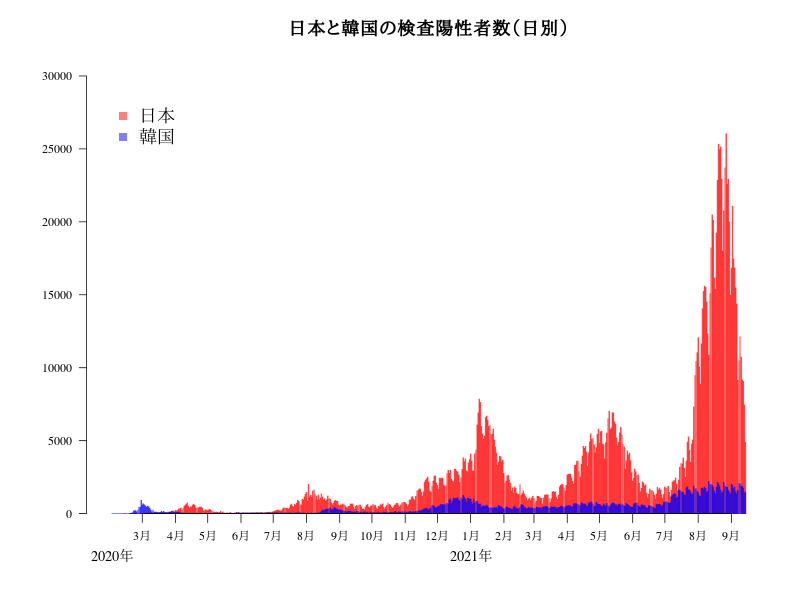 日本と韓国の検査陽性者数（日別）
30000
日本
韓国
25000
20000
15000
10000
5000
0
3月 4月 5月 6月 7月 8月 9月 10月 11月 12月 1月 2月 3月 4月 5月 6月 7月 8月 9月
2020年 2021年